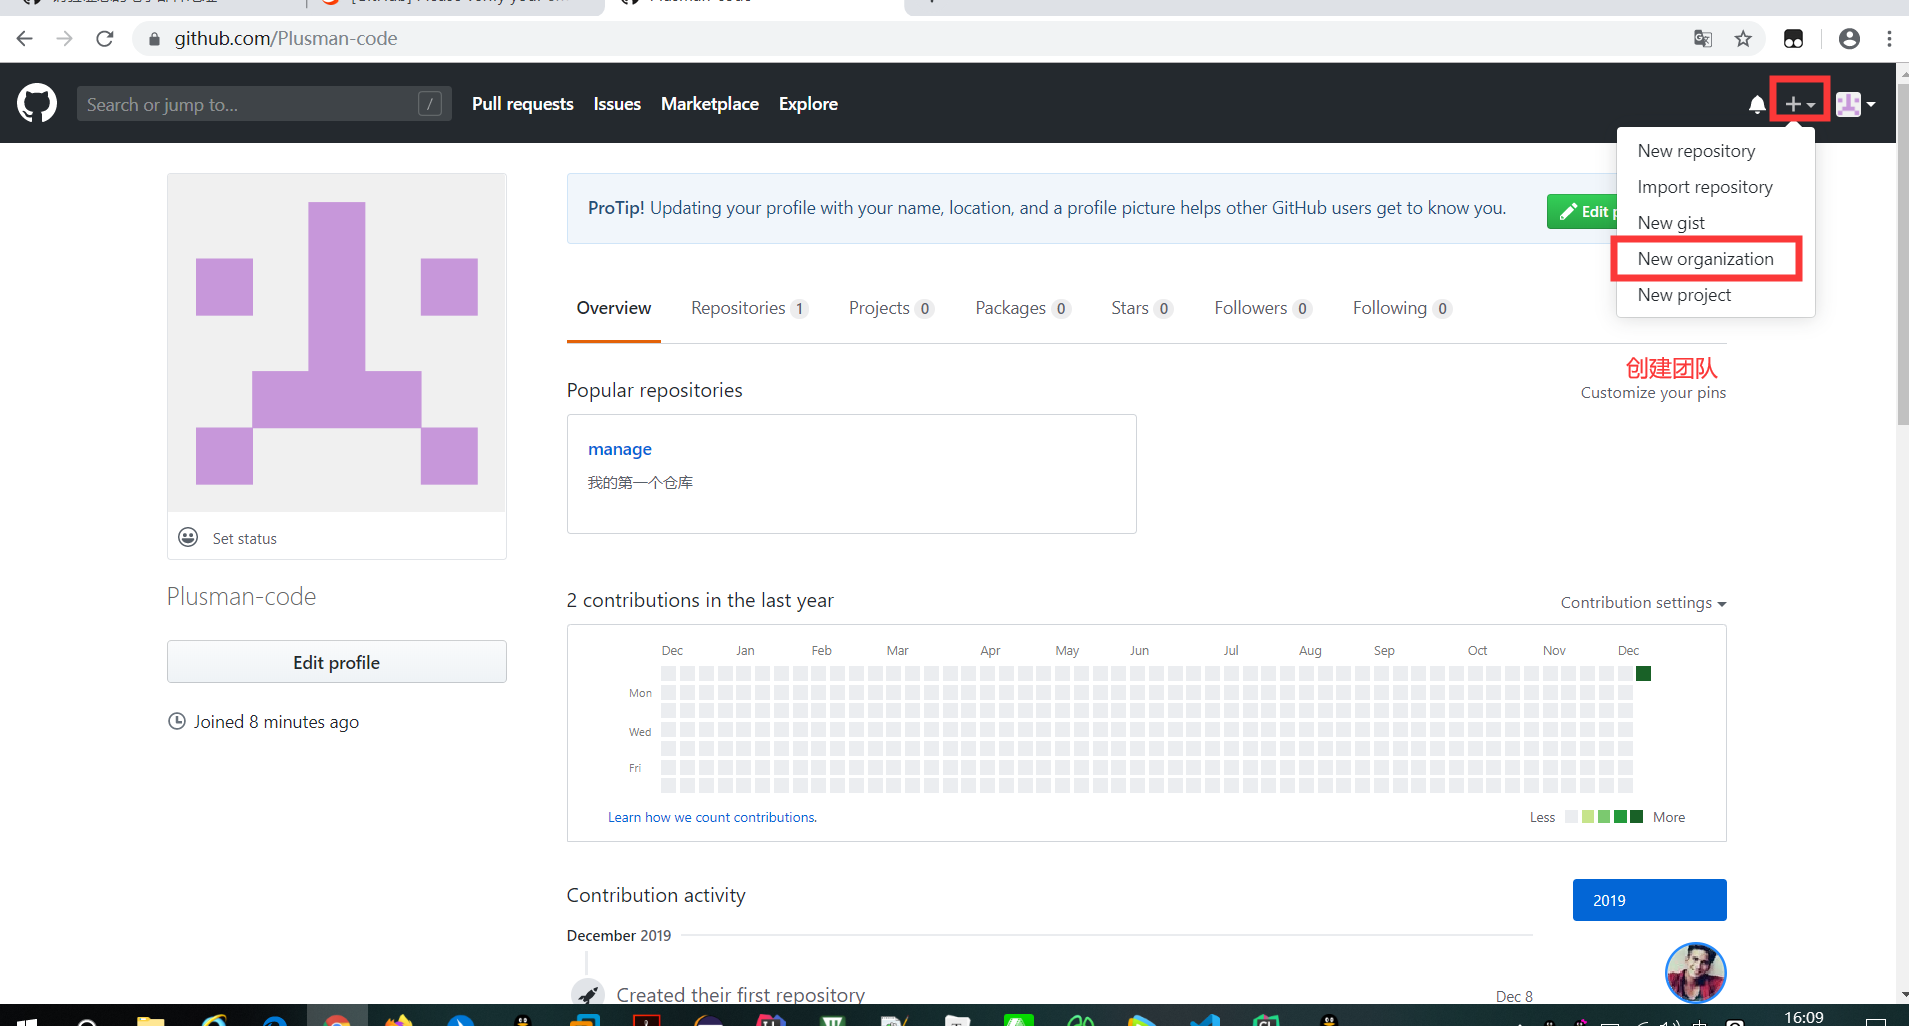 github.com/Plusman-code
Search or jump to...
/
Pull requests
Issues
Marketplace
Explore
New repository
Import repository
New gist
New organization
New project
ProTip! Updating your profile with your name, location, and a profile picture helps other GitHub users get to know you.
Edit
Overview
Repositories 1
Projects 0
Packages 0
Stars 0
Followers 0
Following 0
创建团队
Popular repositories
Customize your pins
manage
我的第一个仓库
Set status
Plusman-code
Edit profile
Joined 8 minutes ago
2 contributions in the last year
Contribution settings
Dec Jan Feb Mar Apr May Jun Jul Aug Sep Oct Nov Dec
Mon
Wed
Fri
Learn how we count contributions.
Less
More
Contribution activity
2019
December 2019
Created their first repository
Dec 8
16:09